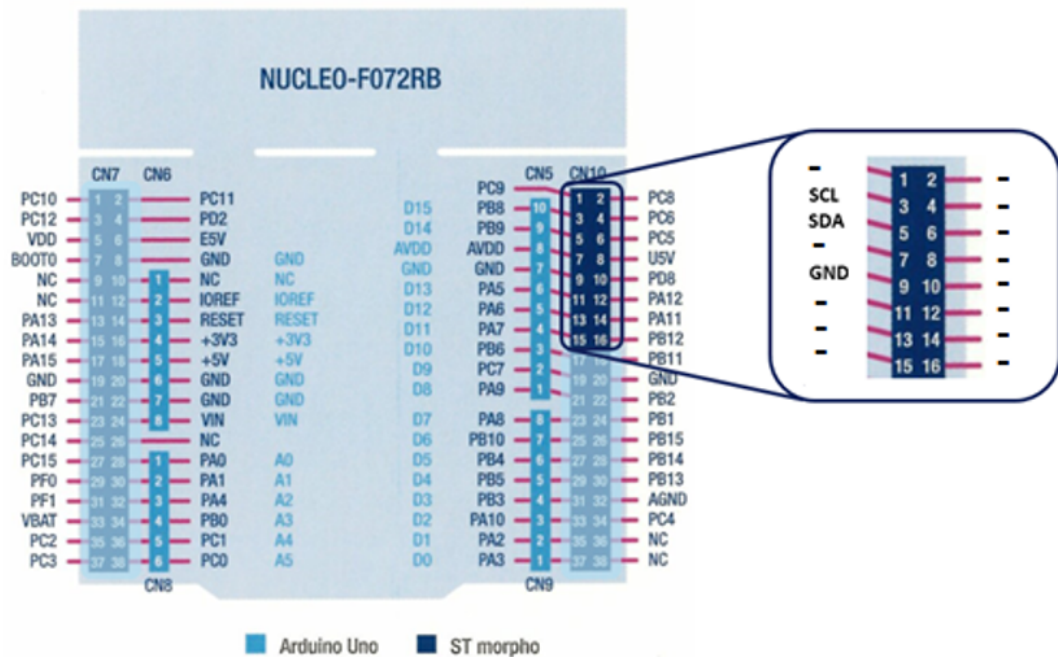 NUCLEO-F072RB
CN7 CN6 CN5 CN10
PC10 1 2 PC11 PC9 1 2 PC8
PC12 3 4 PD2 D15 PB8 10 3 4 PC6
VDD 5 6 E5V D14 PB9 9 5 6 PC5
BOOT0 7 8 GND GND AVDD AVDD 8 7 8 U5V
NC 9 10 1 NC NC GND GND 7 9 10 PD8
NC 11 12 2 IOREF IOREF D13 PA5 6 11 12 PA12
PA13 13 14 3 RESET RESET D12 PA6 5 13 14 PA11
PA14 15 16 4 +3V3 +3V3 D11 PA7 4 15 16 PB12
PA15 17 18 5 +5V +5V D10 PB6 3 17 PB11
GND 19 20 6 GND GND D9 PC7 2 19 20 GND
PB7 21 22 7 GND GND D8 PA9 1 21 22 PB2
PC13 23 24 8 VIN VIN D7 PA8 8 23 24 PB1
PC14 25 26 NC D6 PB10 7 25 26 PB15
PC15 27 28 1 PA0 A0 D5 PB4 6 27 28 PB14
PF0 29 30 2 PA1 A1 D4 PB5 5 29 30 PB13
PF1 31 32 3 PA4 A2 D3 PB3 4 31 32 AGND
VBAT 33 34 4 PB0 A3 D2 PA10 3 33 34 PC4
PC2 35 36 5 PC1 A4 D1 PA2 2 35 36 NC
PC3 37 38 6 PC0 A5 D0 PA3 1 37 38 NC
CN8 CN9
- 1 2 -
SCL 3 4 -
SDA 5 6 -
- 7 8 -
GND 9 10 -
- 11 12 -
- 13 14 -
- 15 16 -
Arduino Uno ST morpho